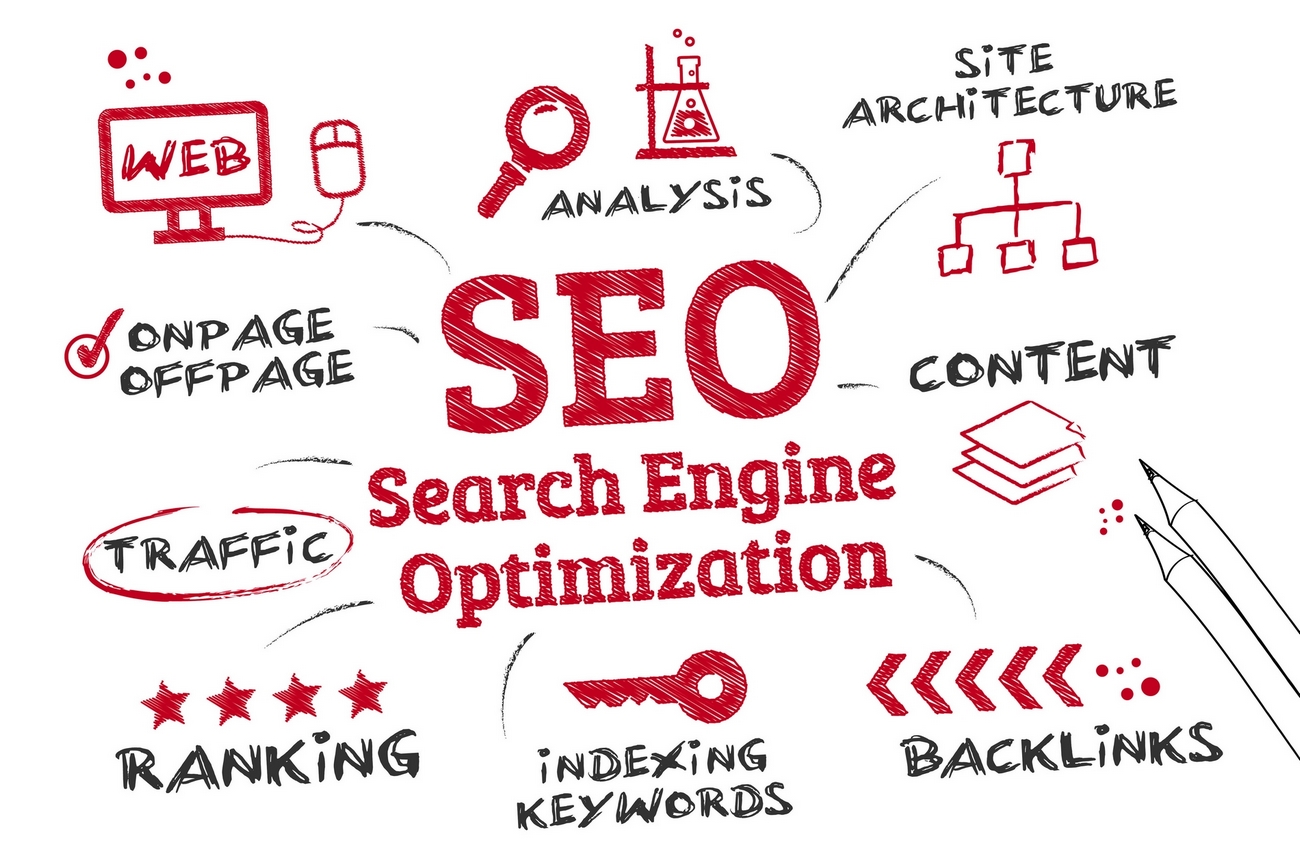 WEB
ANALYSiS
SiTE
ARCHiTECTURE
ONPAGE
OFFPAGE
SEO
Search Engine
Optimization
CONTENT
TRAFFiC
RANKiNG
iNDEXiNG
KEYWORDS
BACKLiNKS